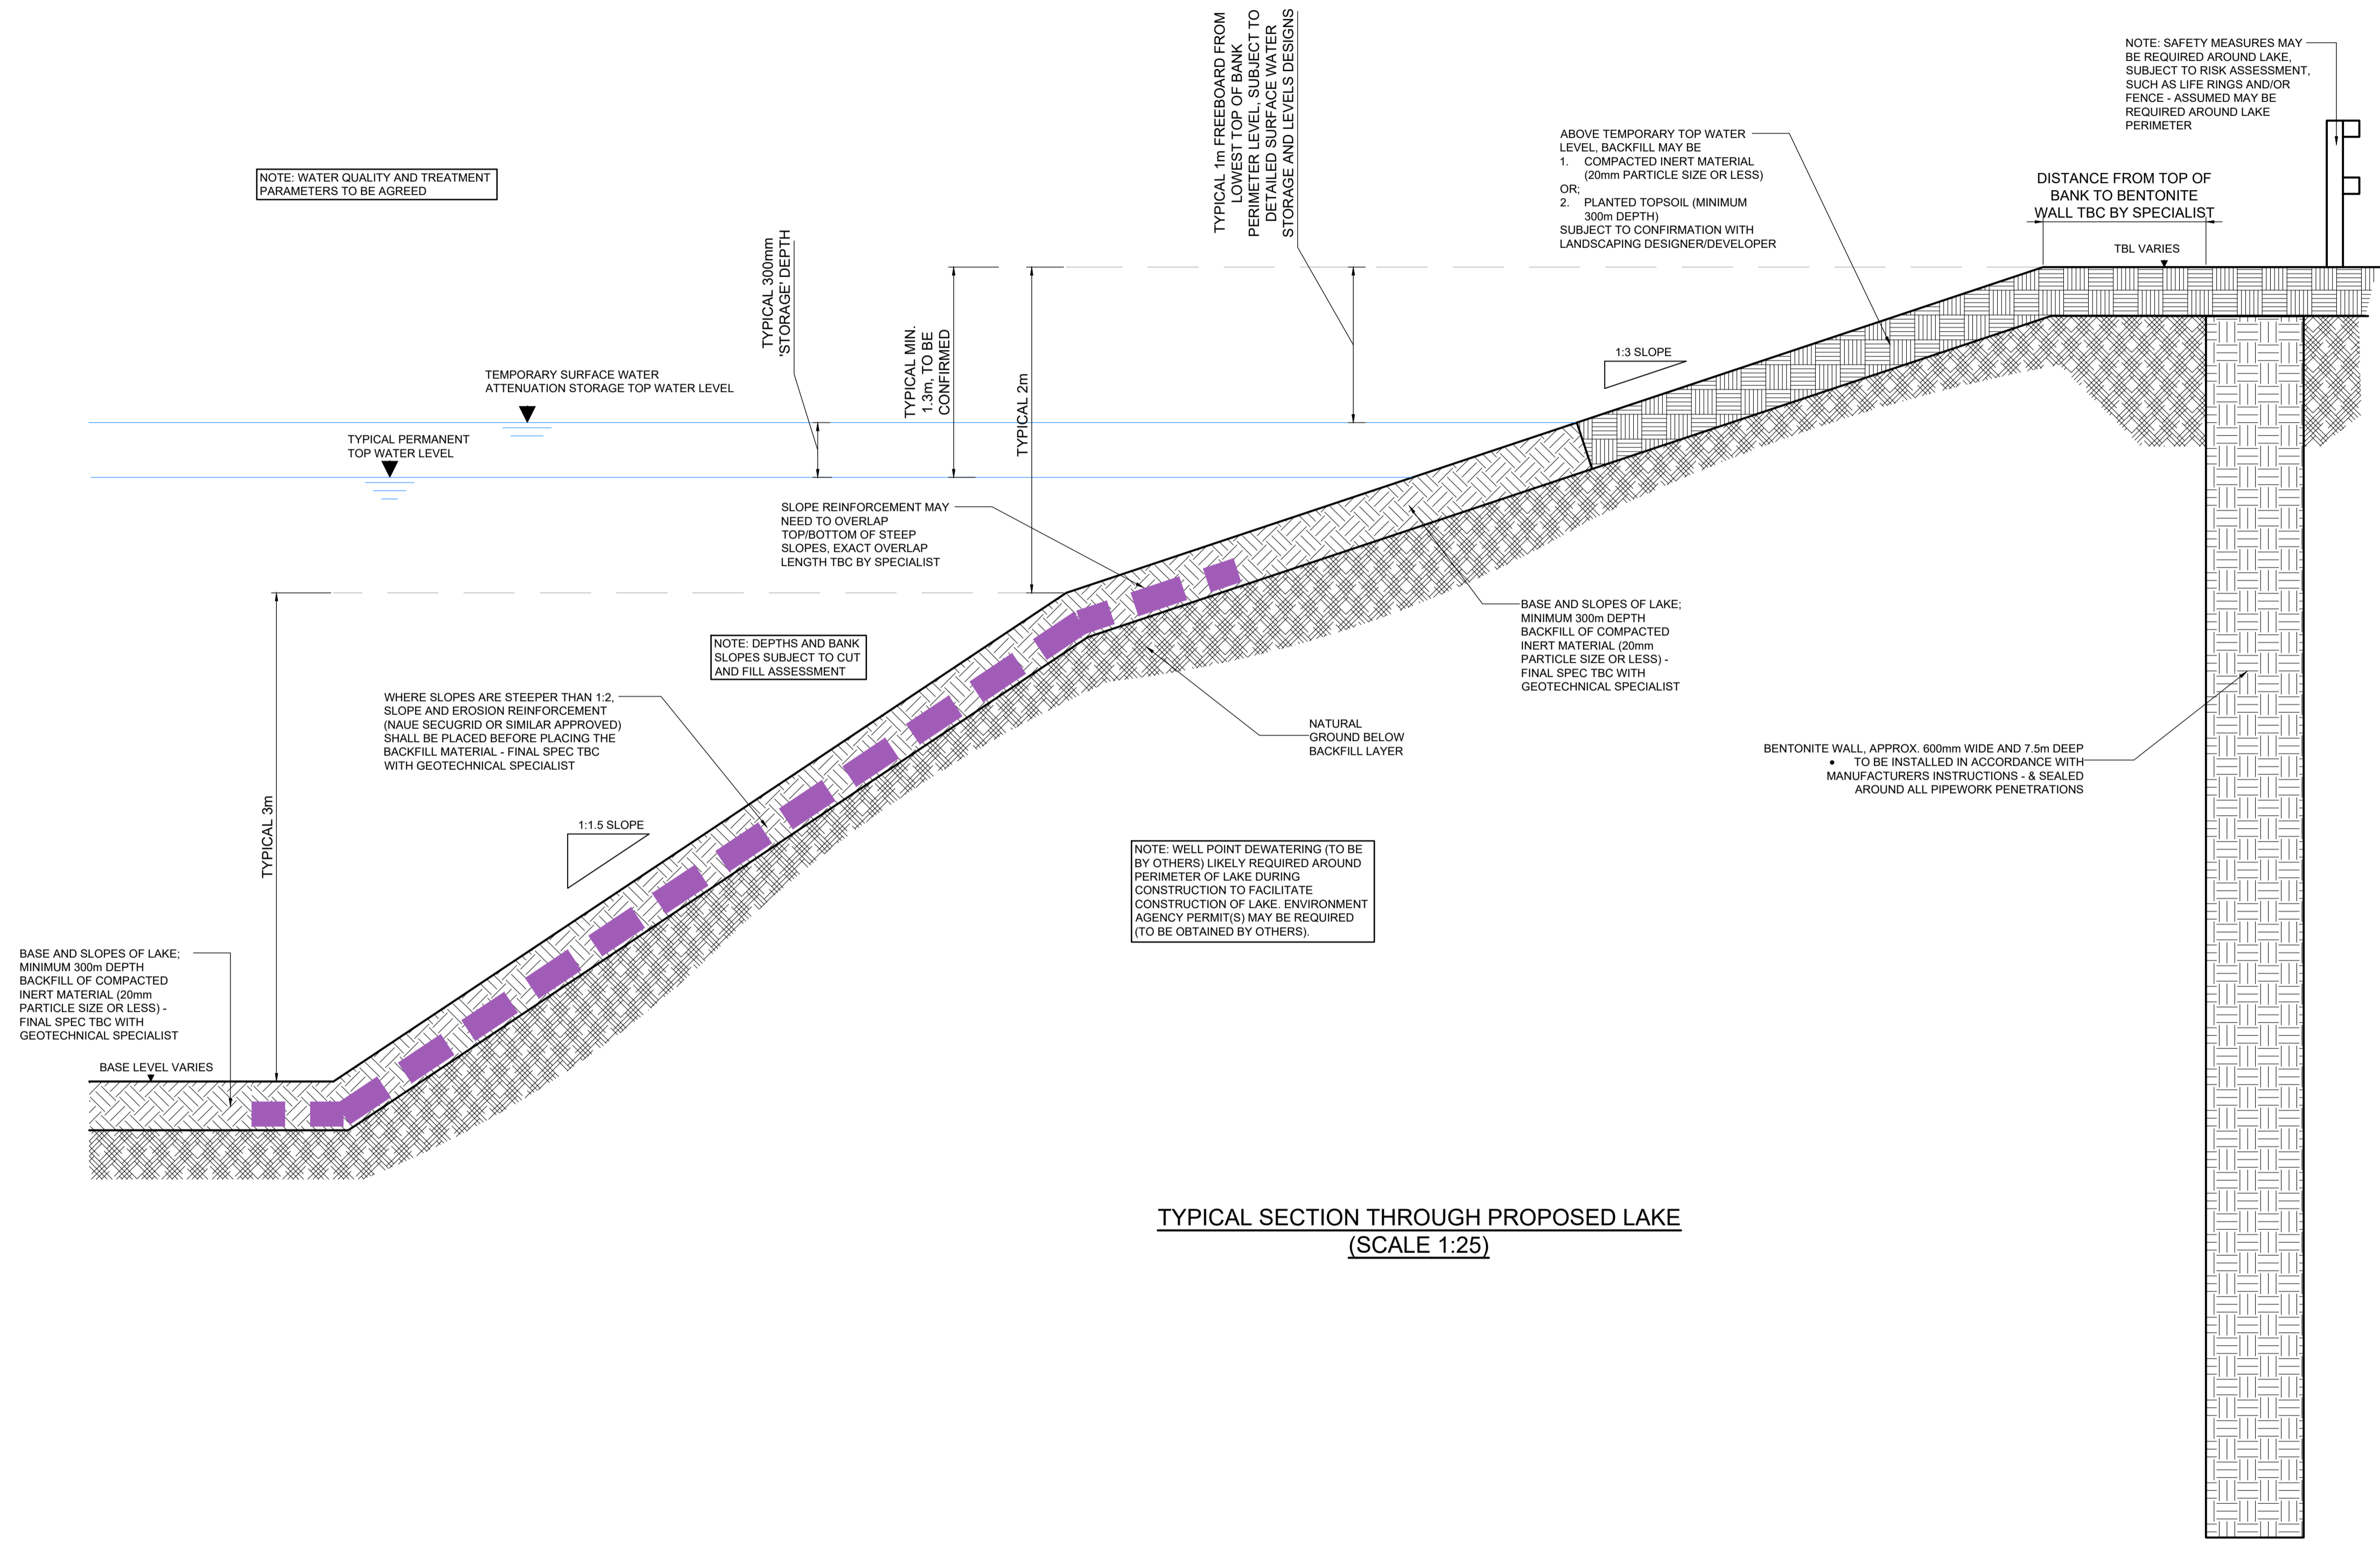 TYPICAL 1m FREEBOARD FROM
LOWEST TOP OF BANK
PERIMETER LEVEL, SUBJECT TO
DETAILED SURFACE WATER
STORAGE AND LEVELS DESIGNS
NOTE: SAFETY MEASURES MAY
BE REQUIRED AROUND LAKE,
SUBJECT TO RISK ASSESSMENT,
SUCH AS LIFE RINGS AND/OR
FENCE - ASSUMED MAY BE
REQUIRED AROUND LAKE
PERIMETER
ABOVE TEMPORARY TOP WATER
LEVEL, BACKFILL MAY BE
1. COMPACTED INERT MATERIAL
(20mm PARTICLE SIZE OR LESS)
OR;
2. PLANTED TOPSOIL (MINIMUM
300m DEPTH)
SUBJECT TO CONFIRMATION WITH
LANDSCAPING DESIGNER/DEVELOPER
NOTE: WATER QUALITY AND TREATMENT
PARAMETERS TO BE AGREED
DISTANCE FROM TOP OF
BANK TO BENTONITE
WALL TBC BY SPECIALIST
TBL VARIES
TYPICAL 300mm
'STORAGE' DEPTH
TYPICAL MIN.
1.3m, TO BE
CONFIRMED
TYPICAL 2m
1:3 SLOPE
TEMPORARY SURFACE WATER
ATTENUATION STORAGE TOP WATER LEVEL
TYPICAL PERMANENT
TOP WATER LEVEL
SLOPE REINFORCEMENT MAY
NEED TO OVERLAP
TOP/BOTTOM OF STEEP
SLOPES, EXACT OVERLAP
LENGTH TBC BY SPECIALIST
BASE AND SLOPES OF LAKE;
MINIMUM 300m DEPTH
BACKFILL OF COMPACTED
INERT MATERIAL (20mm
PARTICLE SIZE OR LESS) -
FINAL SPEC TBC WITH
GEOTECHNICAL SPECIALIST
NOTE: DEPTHS AND BANK
SLOPES SUBJECT TO CUT
AND FILL ASSESSMENT
WHERE SLOPES ARE STEEPER THAN 1:2,
SLOPE AND EROSION REINFORCEMENT
(NAUE SECUGRID OR SIMILAR APPROVED)
SHALL BE PLACED BEFORE PLACING THE
BACKFILL MATERIAL - FINAL SPEC TBC
WITH GEOTECHNICAL SPECIALIST
NATURAL
GROUND BELOW
BACKFILL LAYER
BENTONITE WALL, APPROX. 600mm WIDE AND 7.5m DEEP
• TO BE INSTALLED IN ACCORDANCE WITH
MANUFACTURERS INSTRUCTIONS - & SEALED
AROUND ALL PIPEWORK PENETRATIONS
TYPICAL 3m
1:1.5 SLOPE
NOTE: WELL POINT DEWATERING (TO BE
BY OTHERS) LIKELY REQUIRED AROUND
PERIMETER OF LAKE DURING
CONSTRUCTION TO FACILITATE
CONSTRUCTION OF LAKE. ENVIRONMENT
AGENCY PERMIT(S) MAY BE REQUIRED
(TO BE OBTAINED BY OTHERS).
BASE AND SLOPES OF LAKE;
MINIMUM 300m DEPTH
BACKFILL OF COMPACTED
INERT MATERIAL (20mm
PARTICLE SIZE OR LESS) -
FINAL SPEC TBC WITH
GEOTECHNICAL SPECIALIST
BASE LEVEL VARIES
TYPICAL SECTION THROUGH PROPOSED LAKE
(SCALE 1:25)